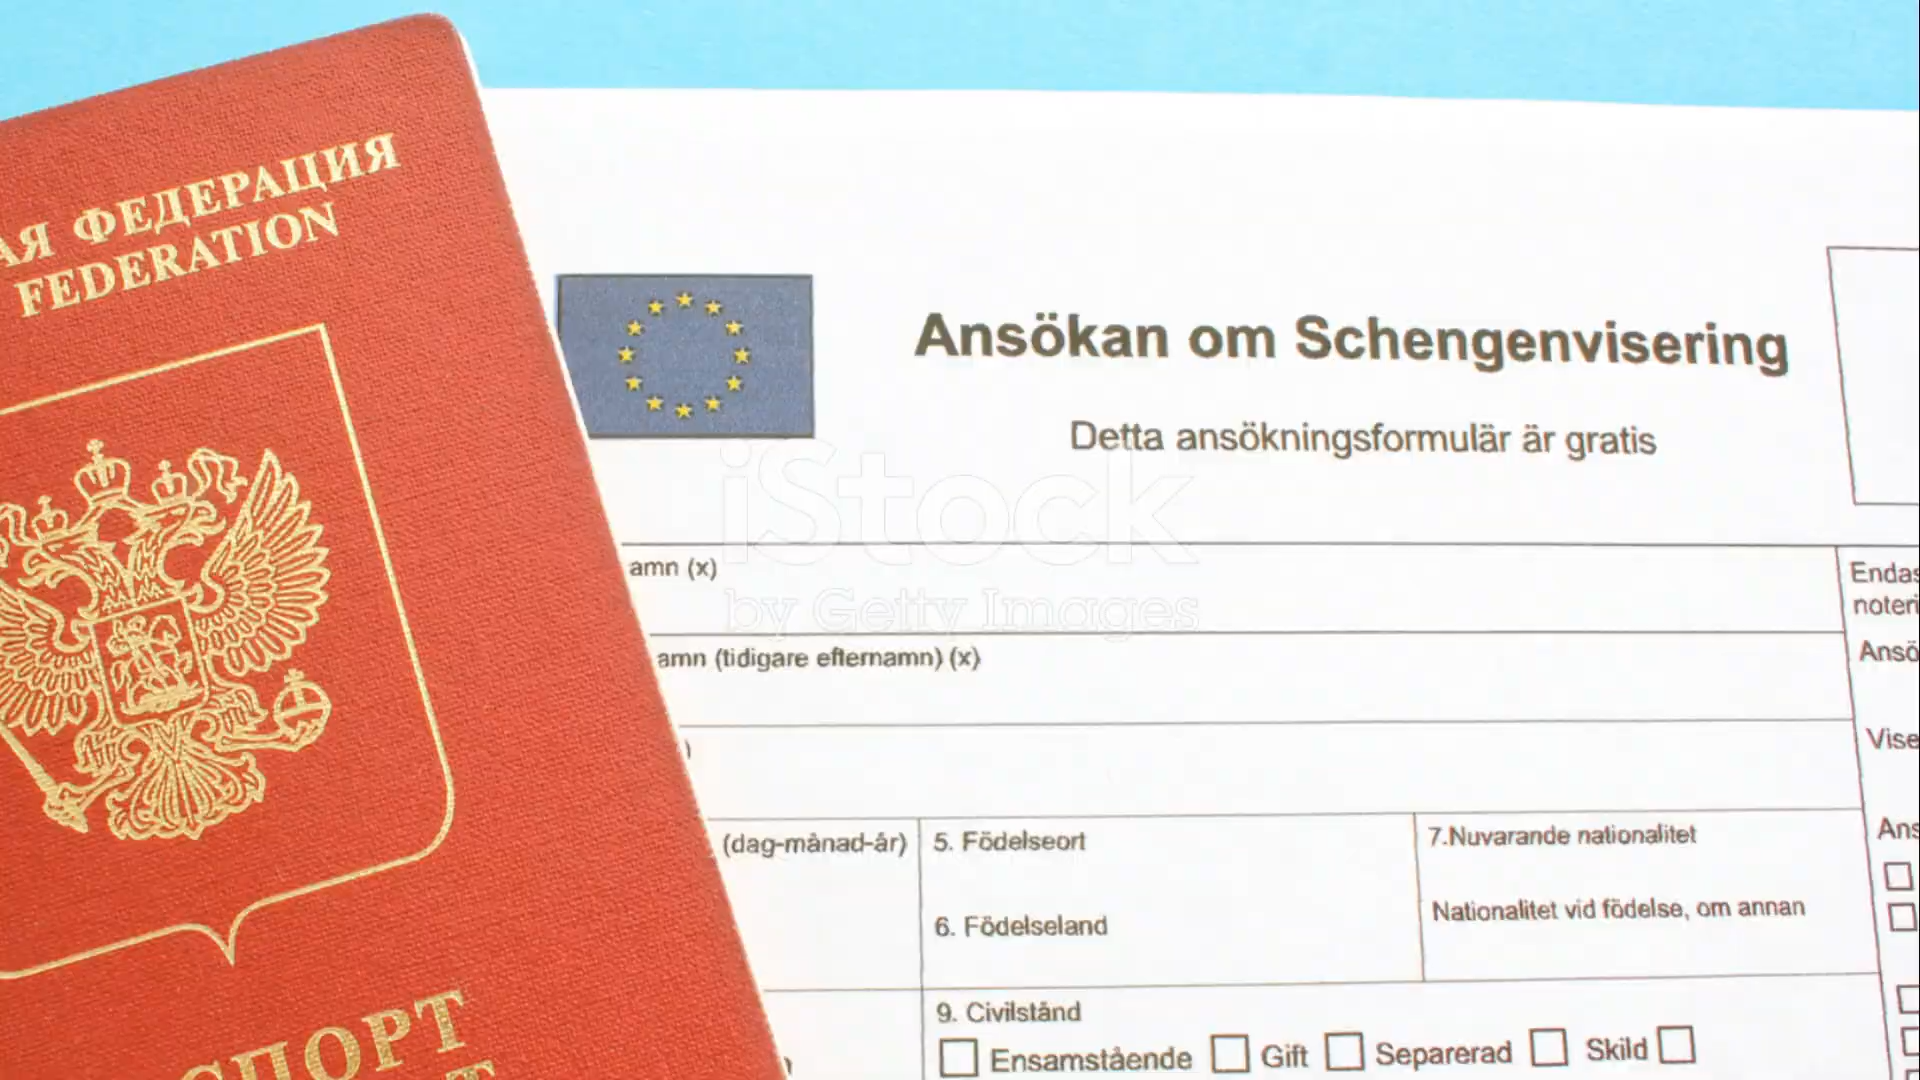 АЯ ФЕДЕРАЦИЯ
FEDERATION
СПОРТ
Ansökan om Schengenvisering
Detta ansökningsformulär är gratis
iStock
by Getty Images
amn (x)
amn (tidigare efternamn) (x)
)
(dag-månad-år)
5. Födelseort
7.Nuvarande nationalitet
6. Födelseland
Nationalitet vid födelse, om annan
9. Civilstånd
Ensamstående Gift Separerad Skild
Endas
noteri
Ansö
Vise
Ans